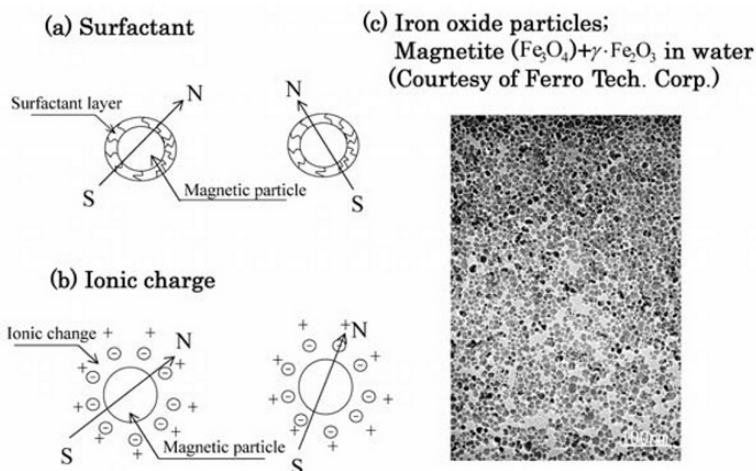 (a) Surfactant
Surfactant layer
N
N
S
Magnetic particle
S
(b) Ionic charge
Ionic change
N
N
S
Magnetic particle
S
(c) Iron oxide particles;
Magnetite (Fe₃O₄)+γ·Fe₂O₃ in water
(Courtesy of Ferro Tech. Corp.)
100nm